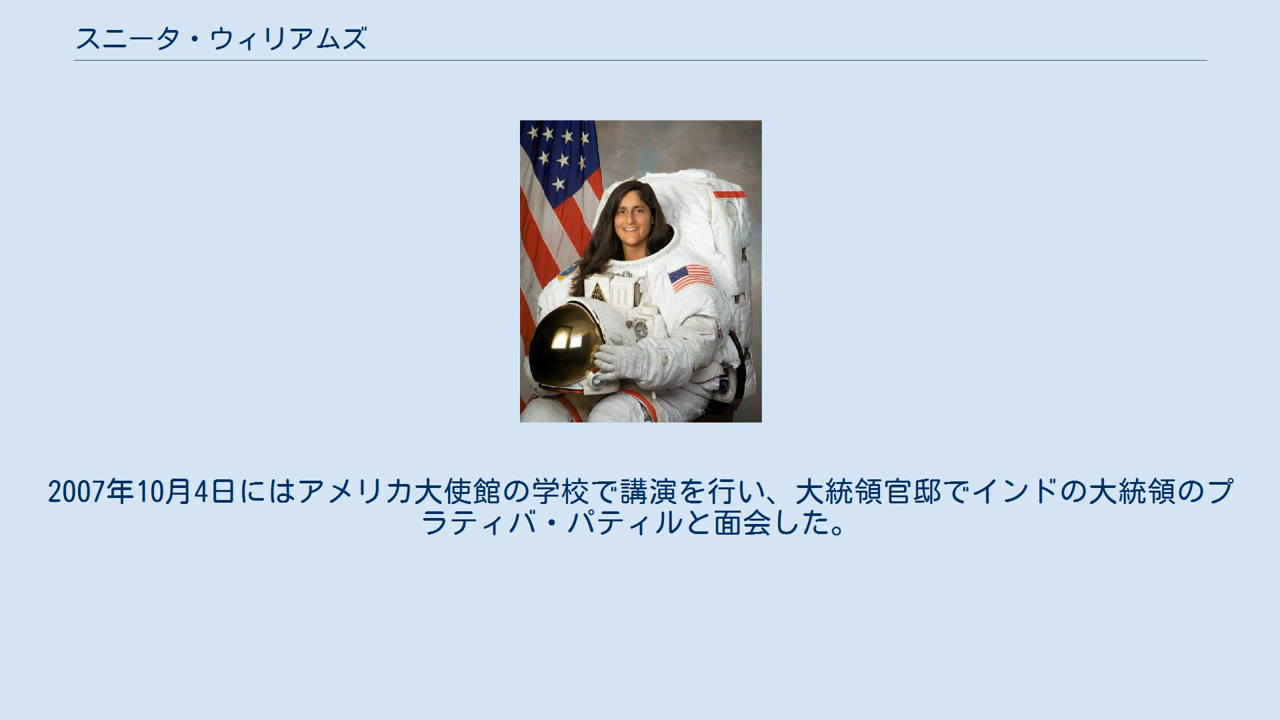 スニータ・ウィリアムズ
2007年10月4日にはアメリカ大使館の学校で講演を行い、大統領官邸でインドの大統領のプ
ラティバ・パティルと面会した。